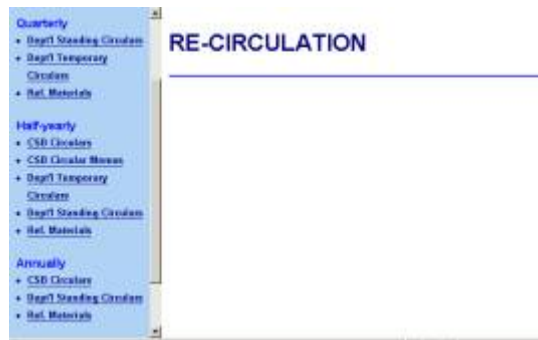 Quarterly
Dept'l Standing Circulars
Dept'l Temporary
Circulars
Ref. Materials
Half-yearly
CSB Circulars
CSB Circular Memos
Dept'l Temporary
Circulars
Dept'l Standing Circulars
Ref. Materials
Annually
CSB Circulars
Dept'l Standing Circulars
Ref. Materials
RE-CIRCULATION